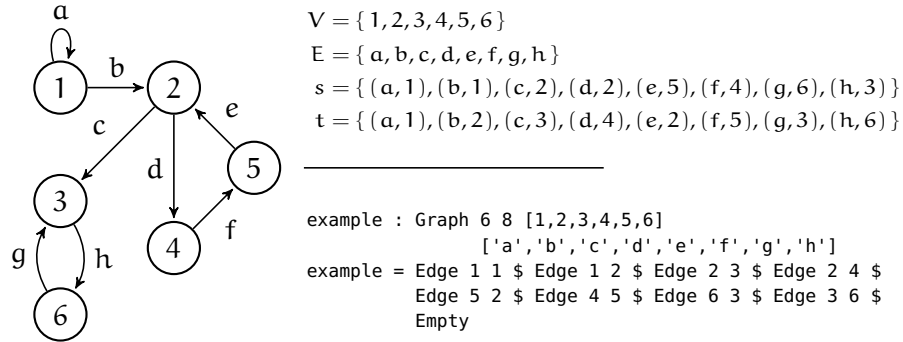 a
1
b
2
c
e
d
5
3
f
4
g
h
6
V = { 1, 2, 3, 4, 5, 6 }
E = { a, b, c, d, e, f, g, h }
s = { (a, 1), (b, 1), (c, 2), (d, 2), (e, 5), (f, 4), (g, 6), (h, 3) }
t = { (a, 1), (b, 2), (c, 3), (d, 4), (e, 2), (f, 5), (g, 3), (h, 6) }
example : Graph 6 8 [1,2,3,4,5,6]
['a','b','c','d','e','f','g','h']
example = Edge 1 1 $ Edge 1 2 $ Edge 2 3 $ Edge 2 4 $
Edge 5 2 $ Edge 4 5 $ Edge 6 3 $ Edge 3 6 $
Empty